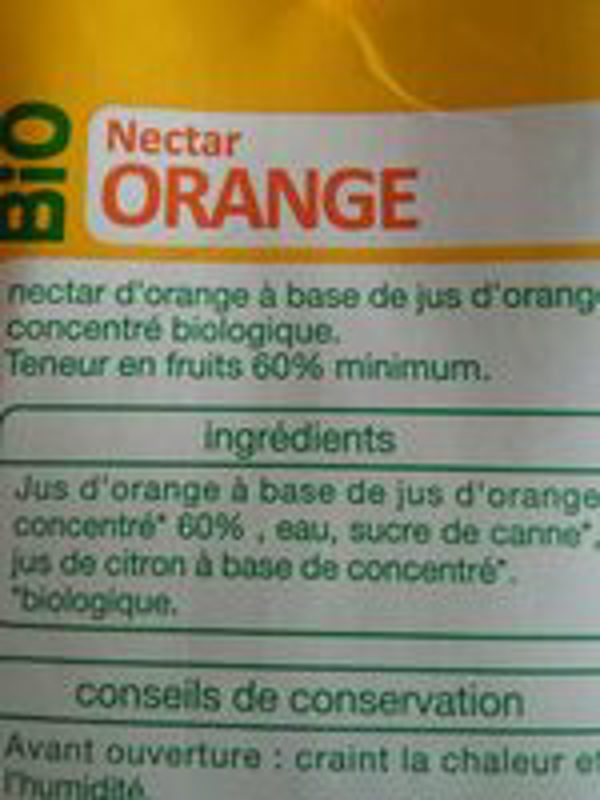 Bio
Nectar
ORANGE
nectar d'orange à base de jus d'orange
concentré biologique.
Teneur en fruits 60% minimum.
ingrédients
Jus d'orange à base de jus d'orange
concentré* 60% , eau, sucre de canne*,
jus de citron à base de concentré*.
*biologique.
conseils de conservation
Avant ouverture : craint la chaleur et
l'humidité.